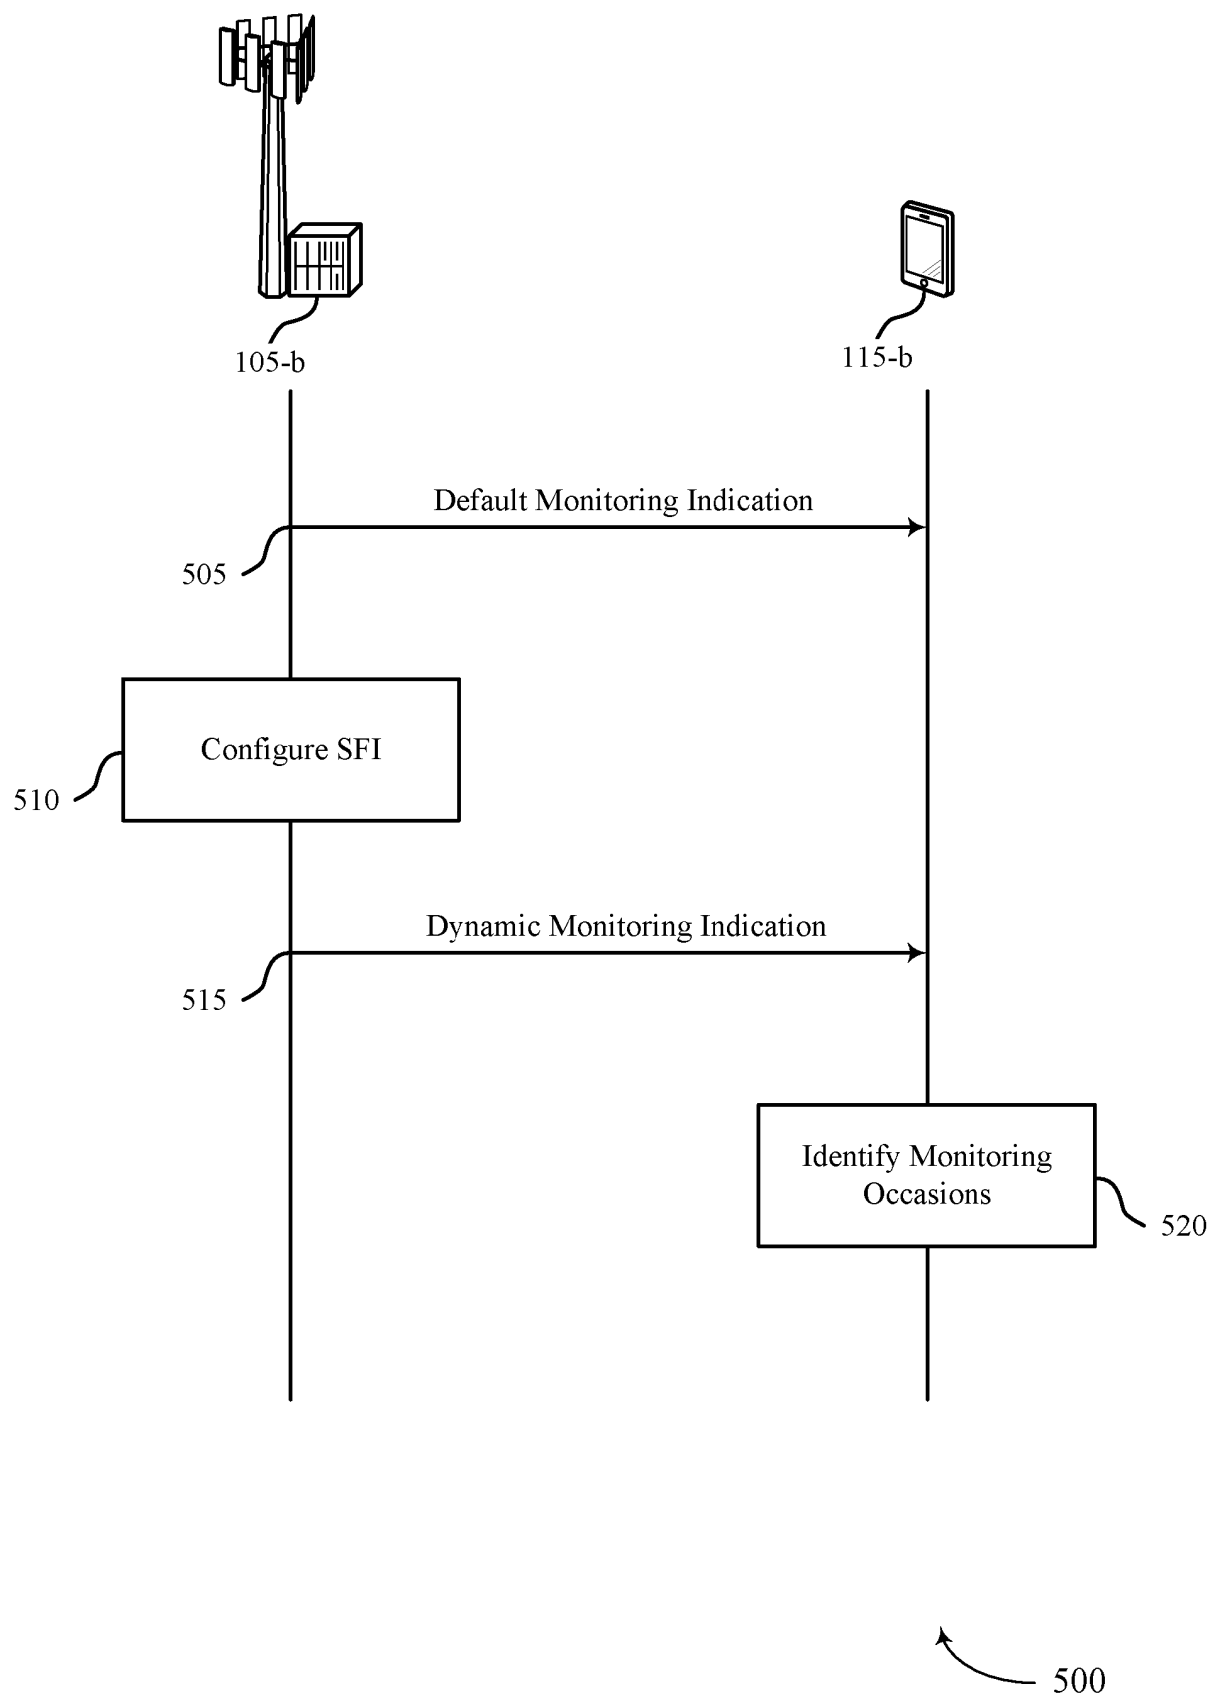 105-b
115-b
Default Monitoring Indication
505
Configure SFI
510
Dynamic Monitoring Indication
515
Identify Monitoring
Occasions
520
500